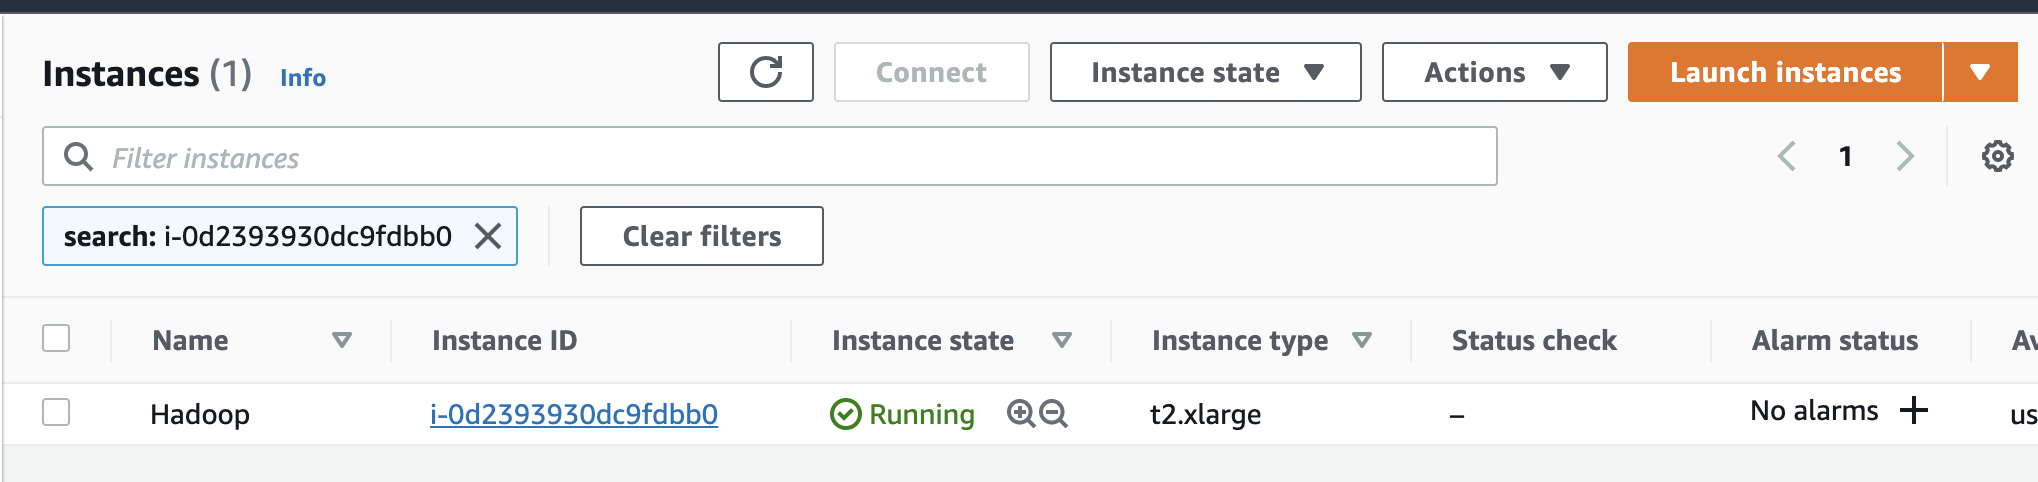 Instances (1) Info Connect Instance state Actions Launch instances
Filter instances 1
search: i-0d2393930dc9fdbb0 Clear filters
Name Instance ID Instance state Instance type Status check Alarm status Av
Hadoop i-0d2393930dc9fdbb0 Running t2.xlarge – No alarms us